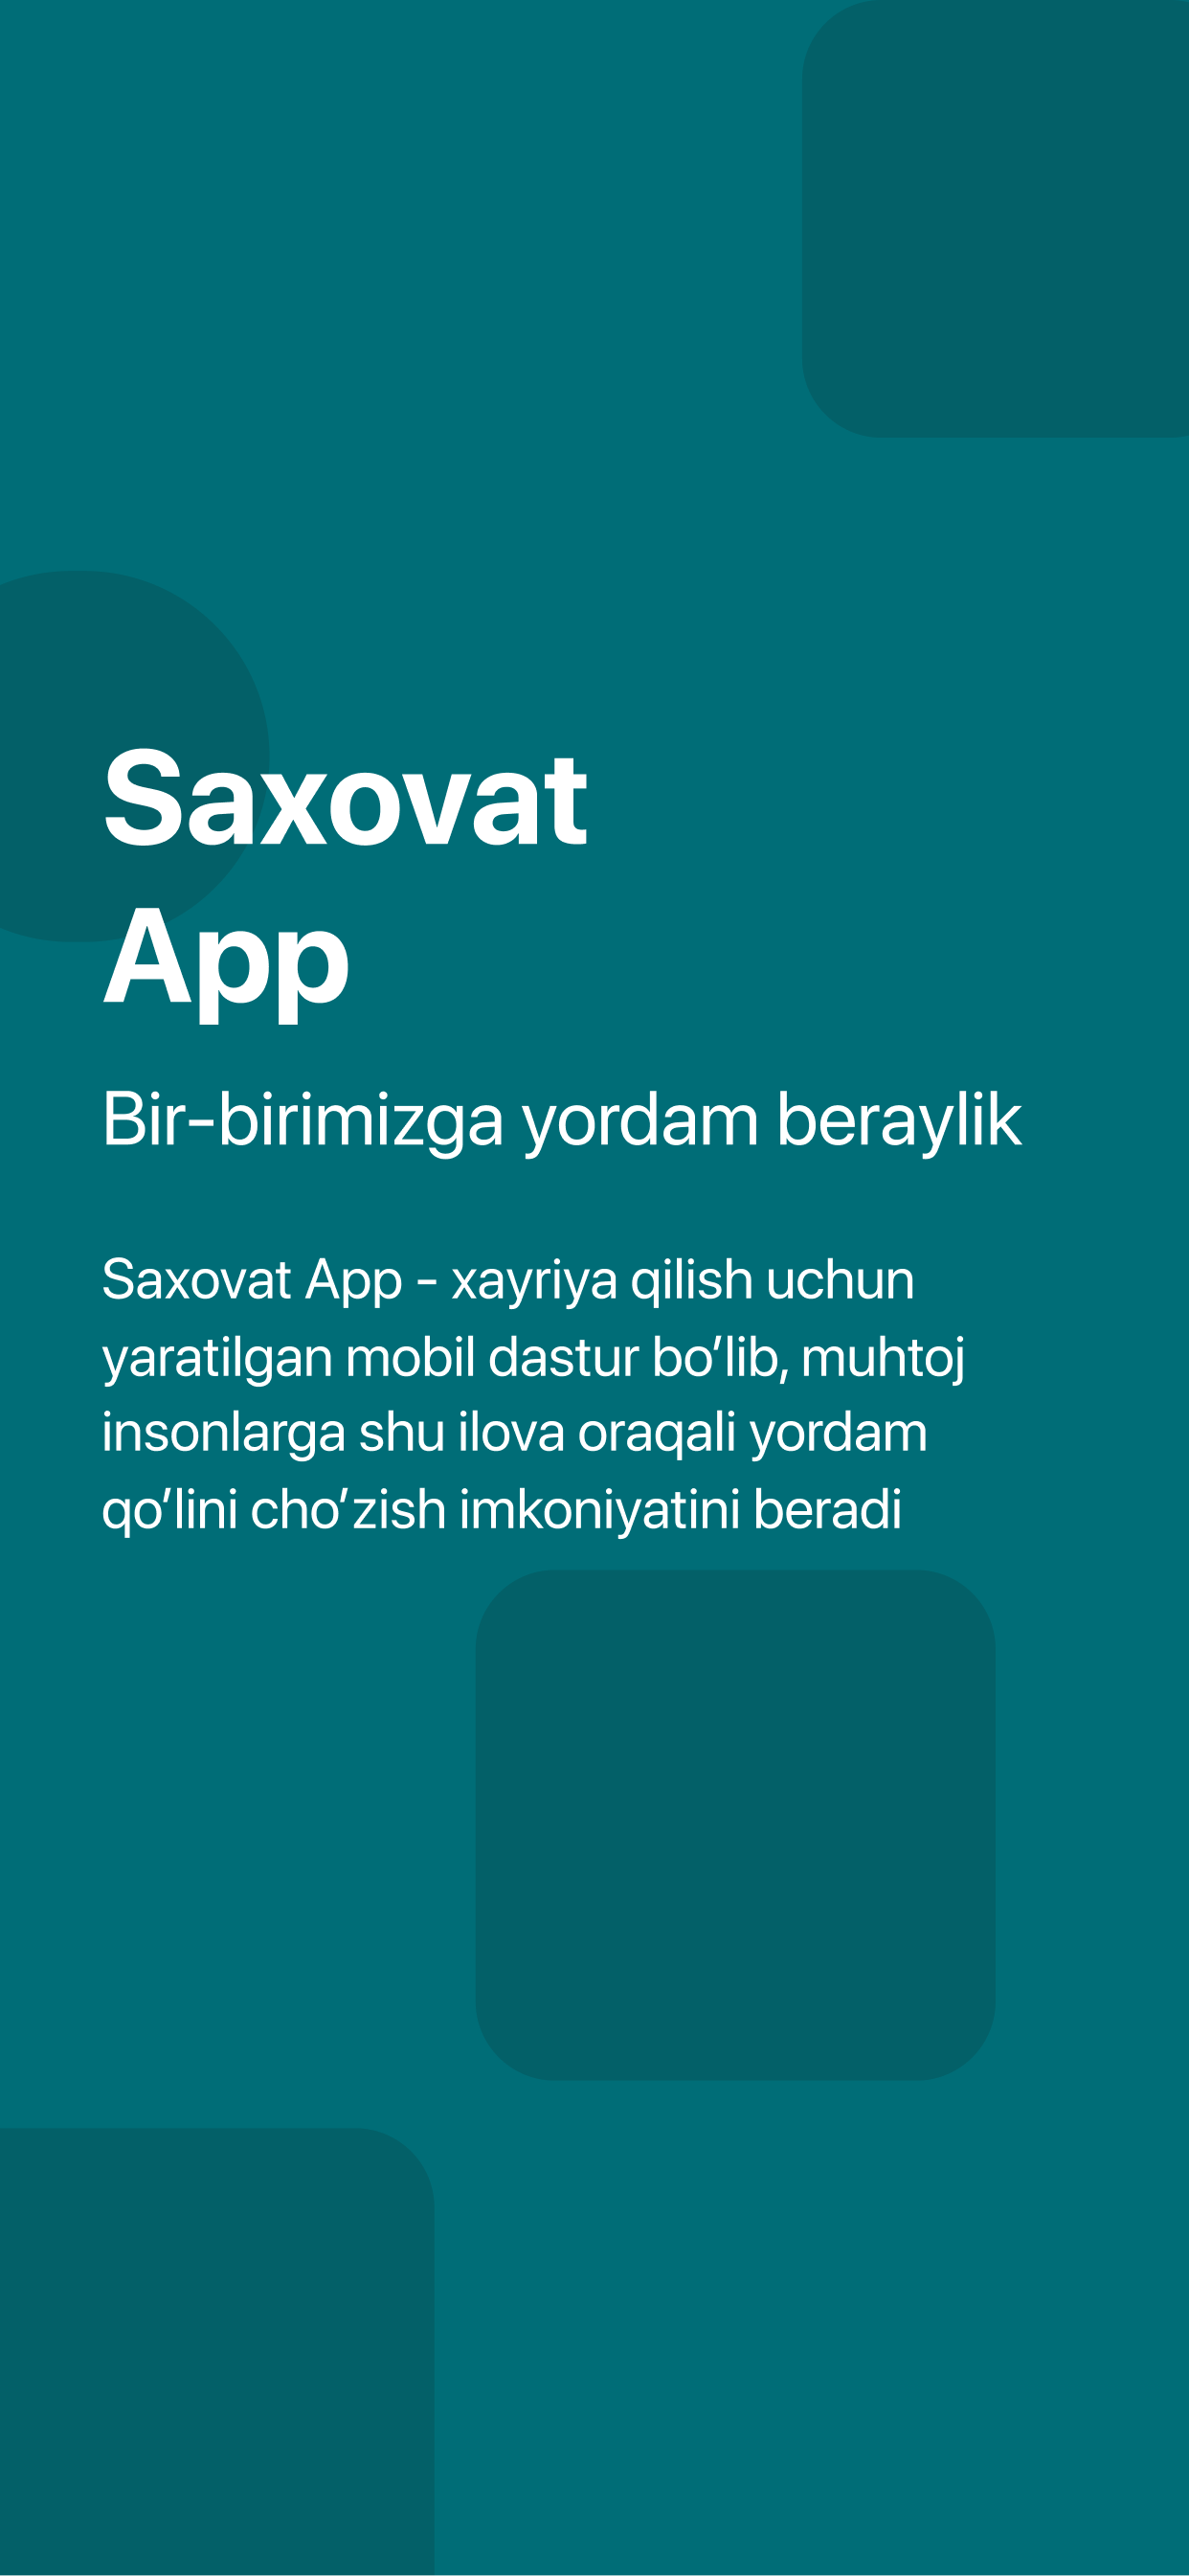 Saxovat
App
Bir-birimizga yordam beraylik
Saxovat App - xayriya qilish uchun
yaratilgan mobil dastur bo‘lib, muhtoj
insonlarga shu ilova oraqali yordam
qo‘lini cho‘zish imkoniyatini beradi